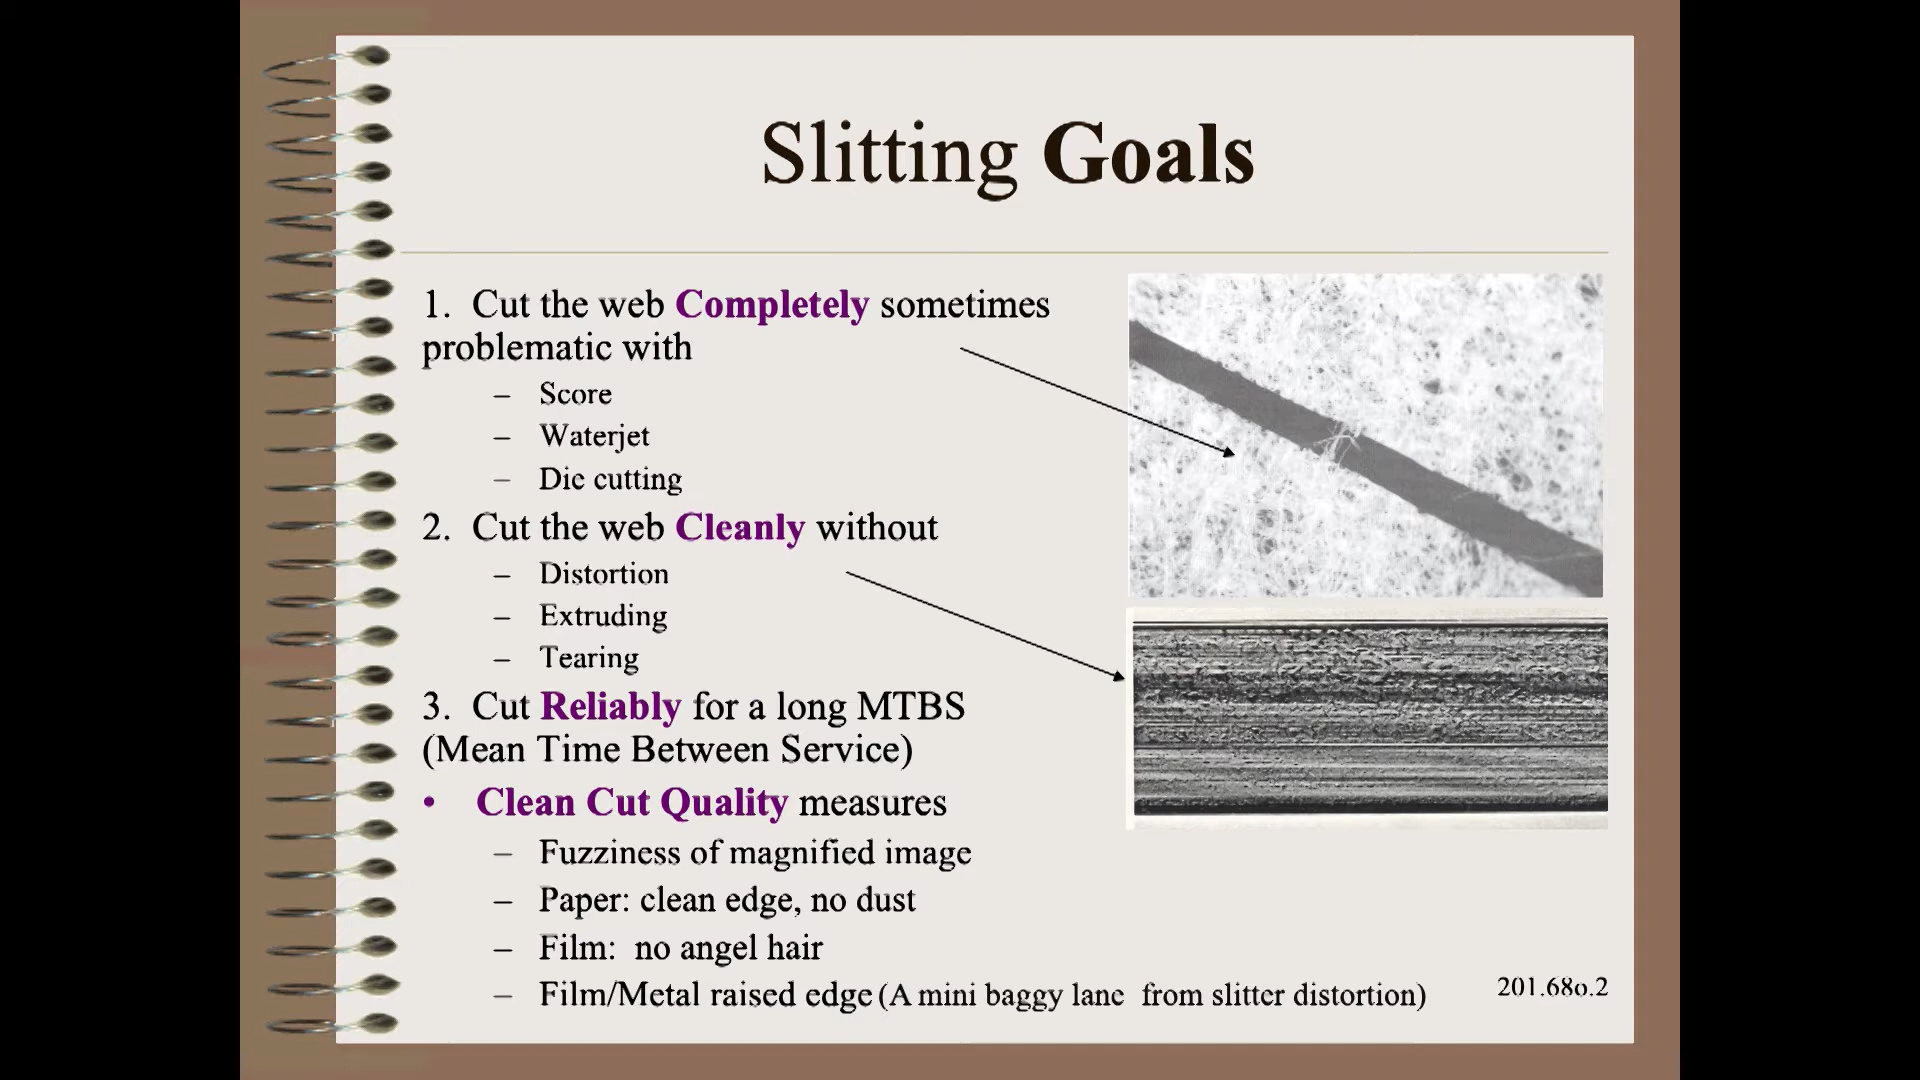 Slitting Goals
1. Cut the web Completely sometimes
problematic with
– Score
– Waterjet
– Die cutting
2. Cut the web Cleanly without
– Distortion
– Extruding
– Tearing
3. Cut Reliably for a long MTBS
(Mean Time Between Service)
• Clean Cut Quality measures
– Fuzziness of magnified image
– Paper: clean edge, no dust
– Film: no angel hair
– Film/Metal raised edge (A mini baggy lane from slitter distortion)
201.68o.2